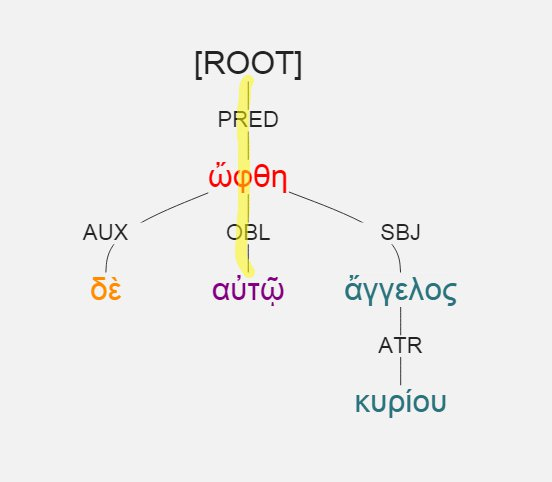 [ROOT]
PRED
ὤφθη
AUX OBL SBJ
δὲ αὐτῷ ἄγγελος
ATR
κυρίου